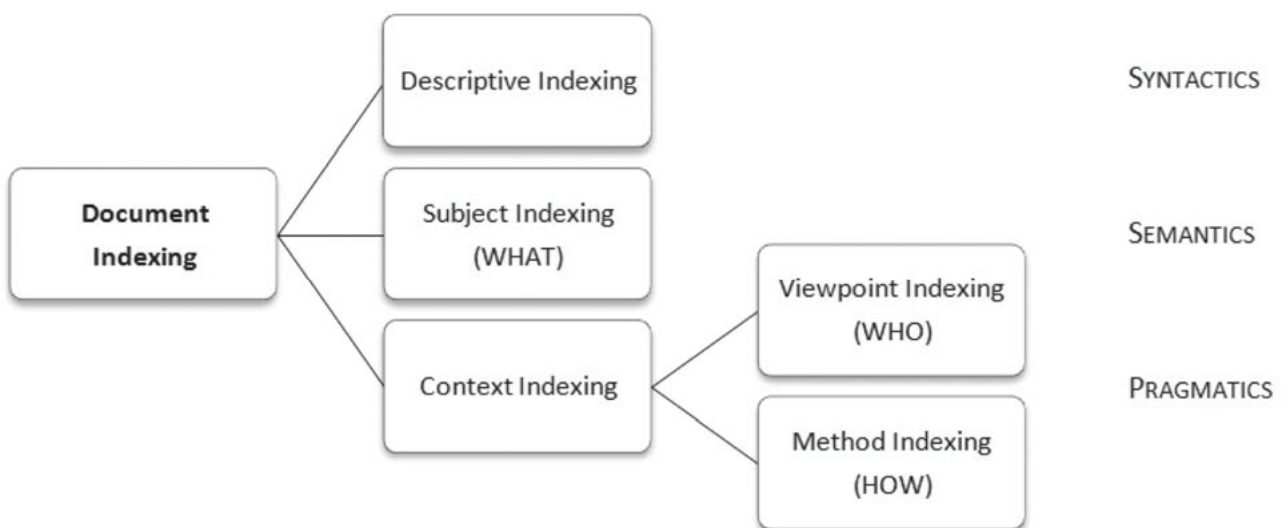 Descriptive Indexing
SYNTACTICS
Document
Indexing
Subject Indexing
(WHAT)
SEMANTICS
Viewpoint Indexing
(WHO)
Context Indexing
PRAGMATICS
Method Indexing
(HOW)